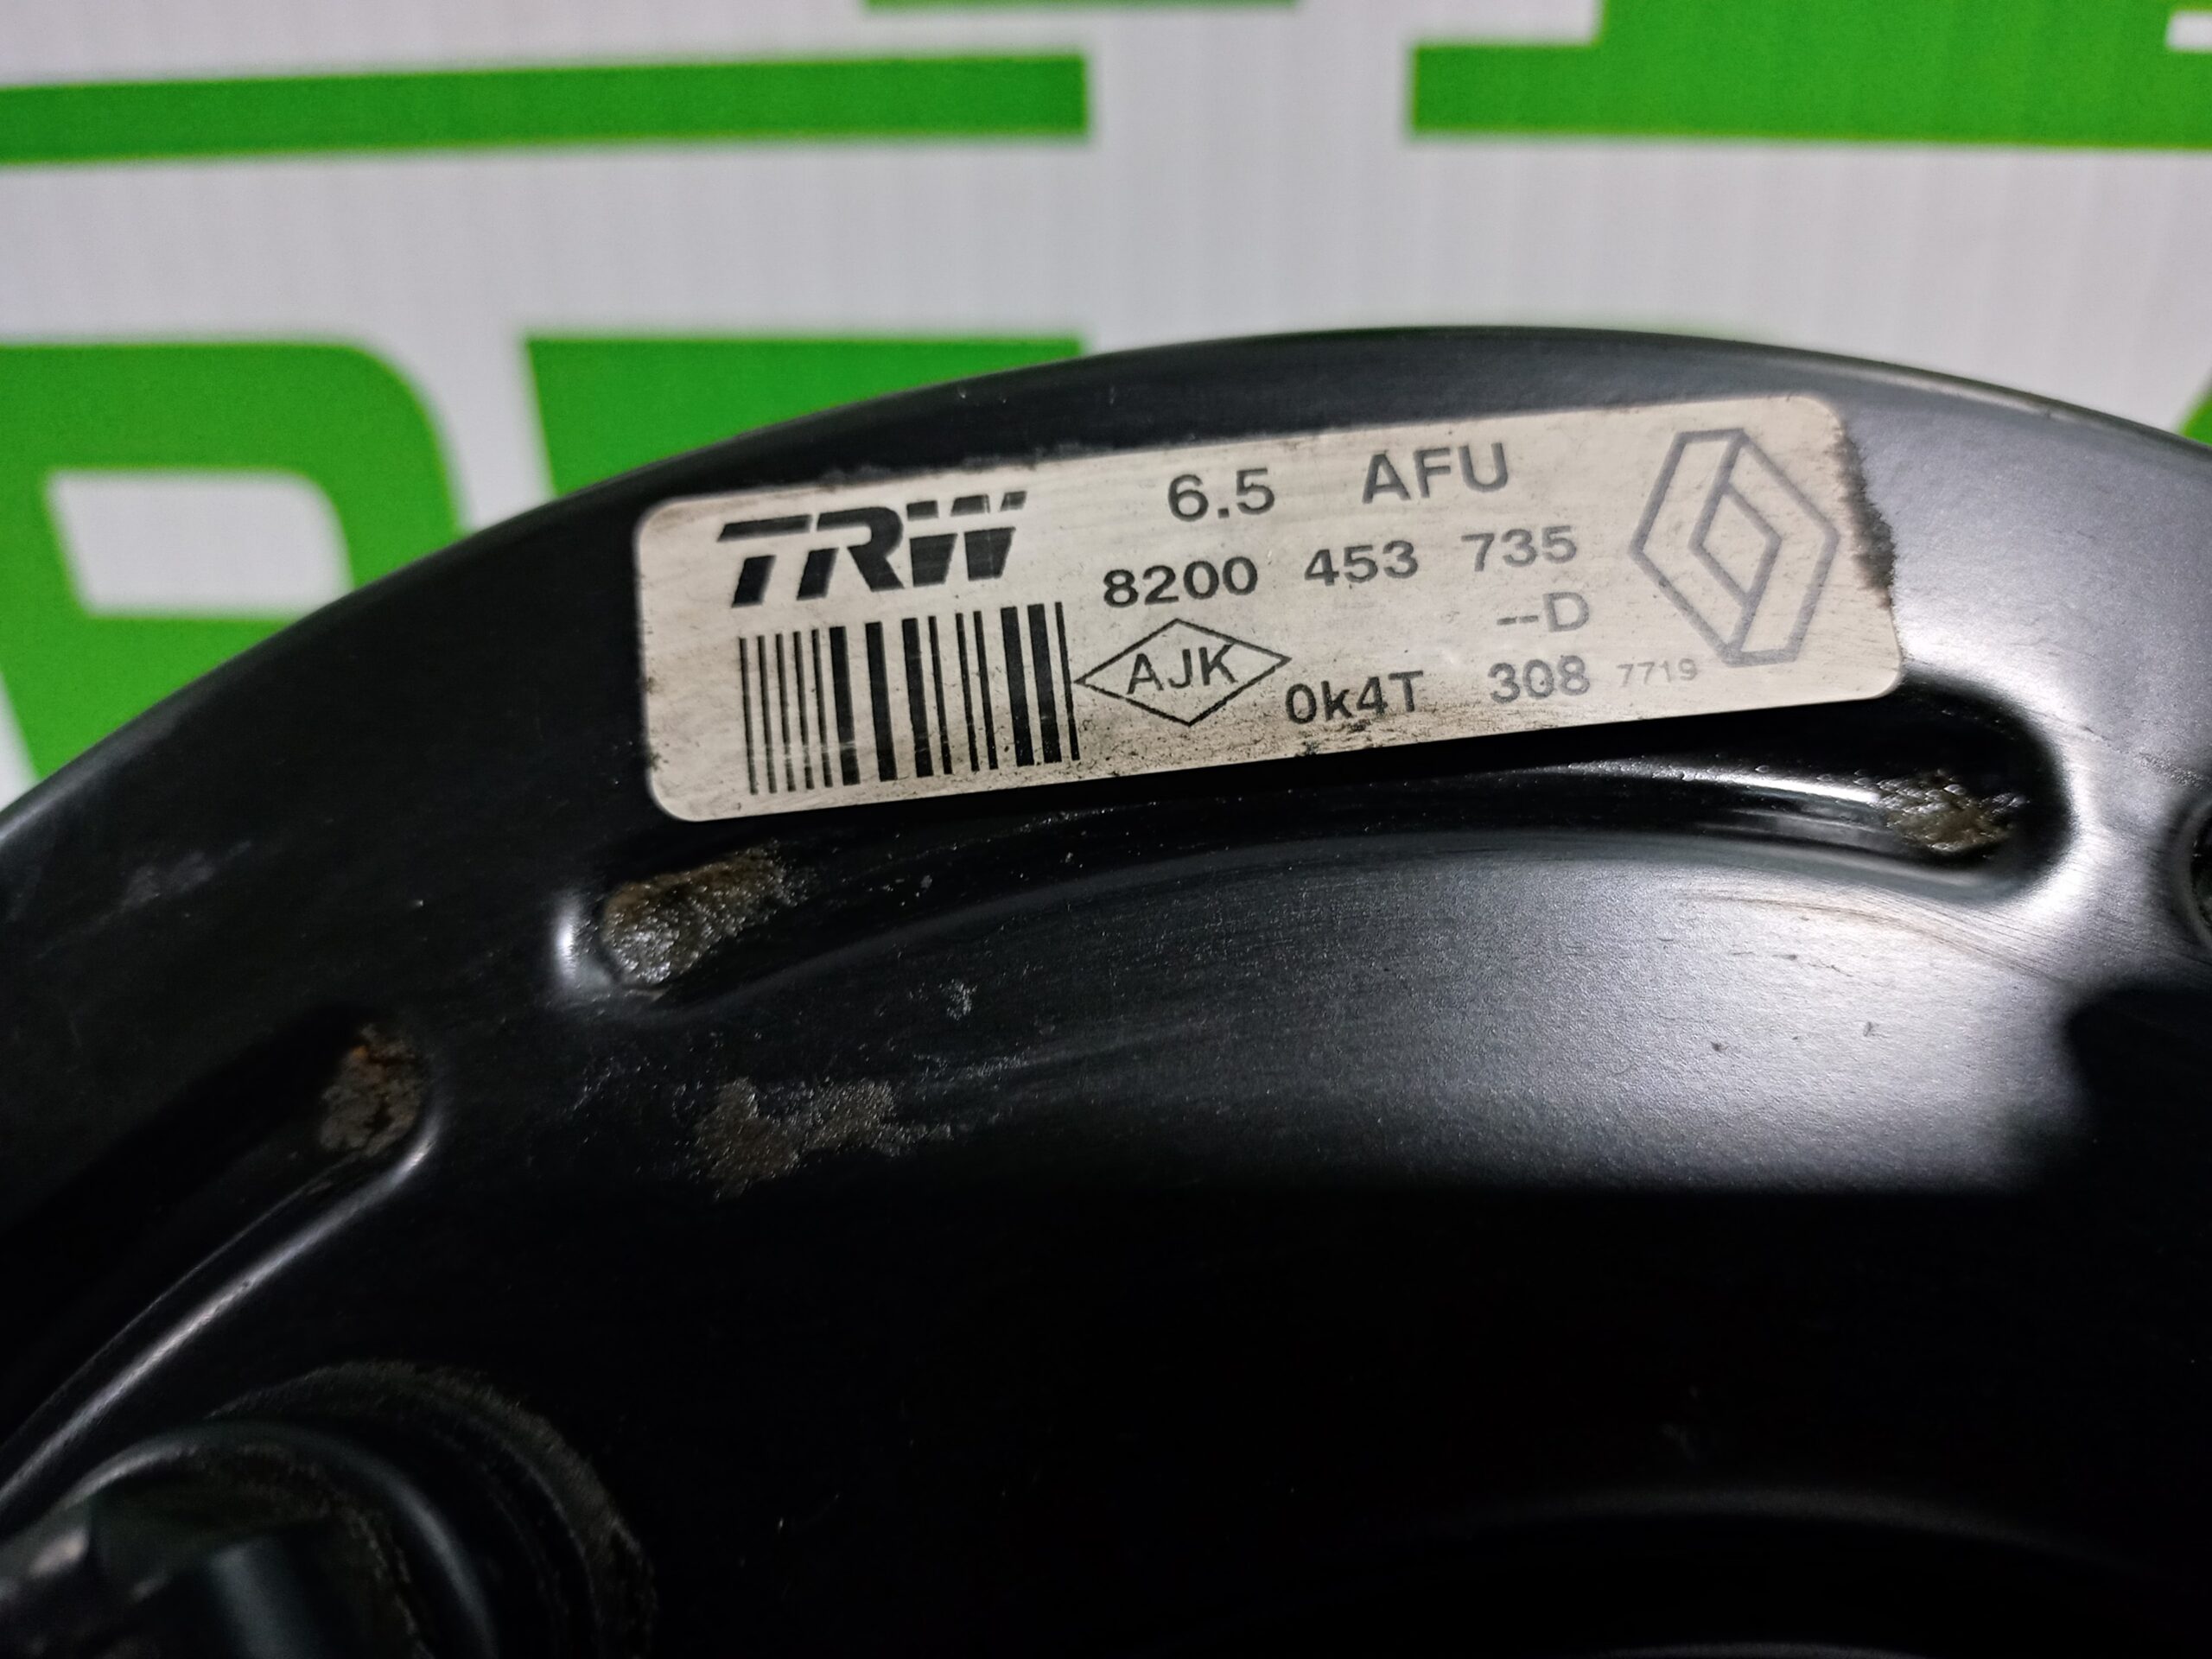 TRW 6.5 AFU
8200 453 735
--D
AJK 0k4T 308 7719